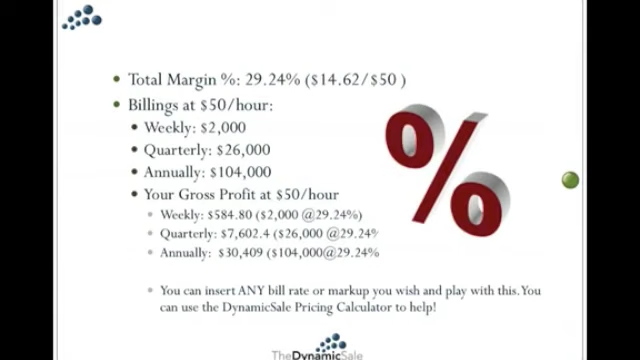 Total Margin %: 29.24% ($14.62/$50 )
Billings at $50/hour:
Weekly: $2,000
Quarterly: $26,000
Annually: $104,000
Your Gross Profit at $50/hour
Weekly: $584.80 ($2,000 @29.24%)
Quarterly: $7,602.4 ($26,000 @29.24%
Annually: $30,409 ($104,000@29.24%
You can insert ANY bill rate or markup you wish and play with this. You
can use the DynamicSale Pricing Calculator to help!
%
TheDynamicSale